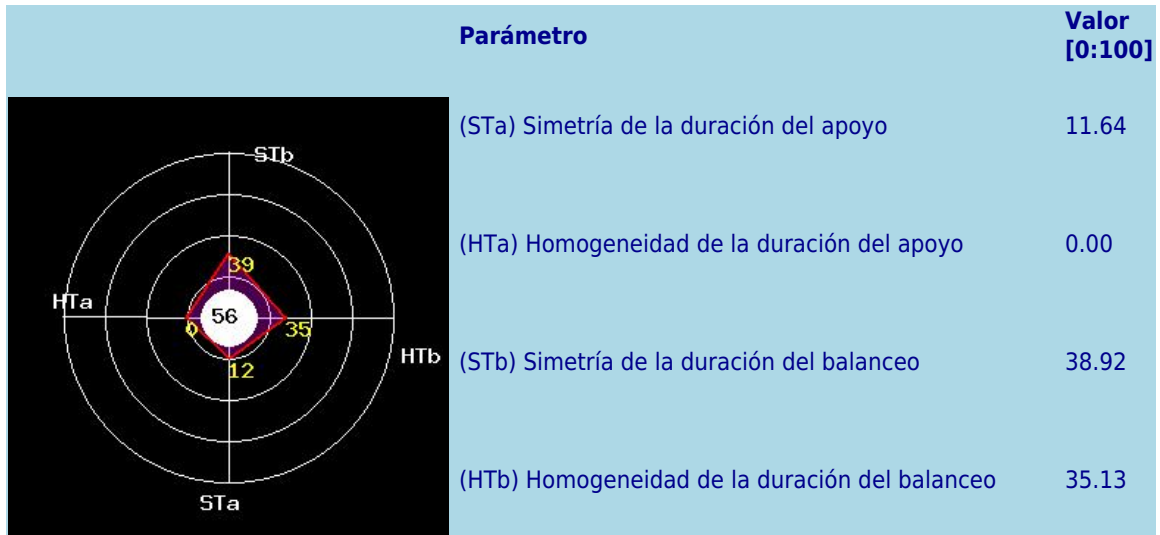 Parámetro
Valor
[0:100]
(STa) Simetría de la duración del apoyo
11.64
(HTa) Homogeneidad de la duración del apoyo
0.00
(STb) Simetría de la duración del balanceo
38.92
(HTb) Homogeneidad de la duración del balanceo
35.13
STb
39
HTa
0
56
35
HTb
12
STa